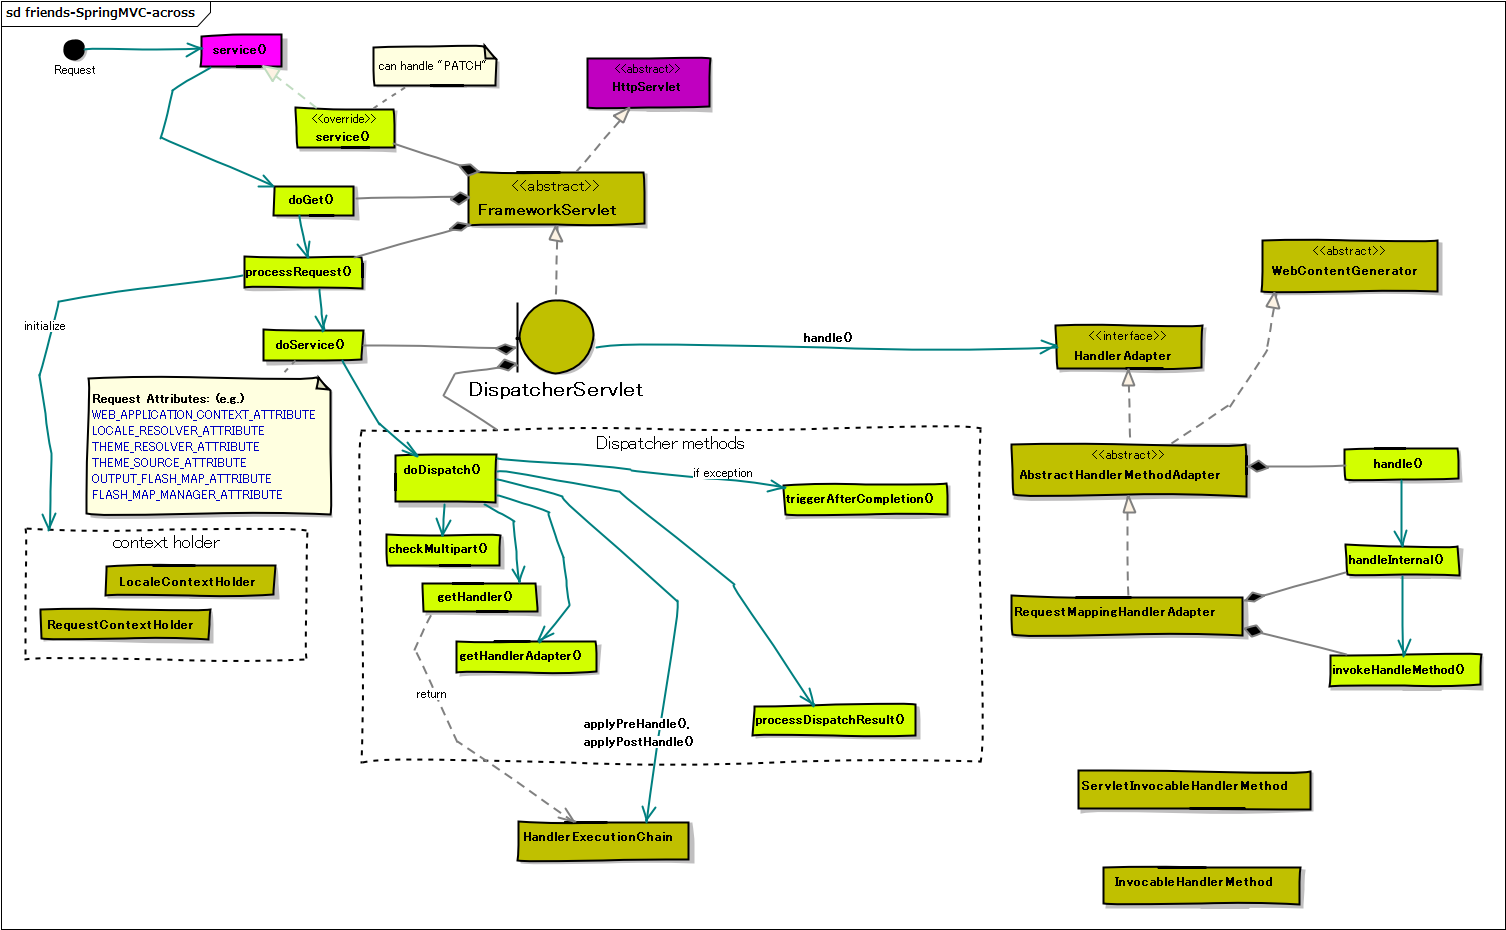 sd friends-SpringMVC-across
Request
service()
can handle "PATCH"
<<abstract>>
HttpServlet
<<override>>
service()
<<abstract>>
FrameworkServlet
doGet()
processRequest()
initialize
doService()
DispatcherServlet
handle()
<<abstract>>
WebContentGenerator
<<interface>>
HandlerAdapter
Request Attributes: (e.g.)
WEB_APPLICATION_CONTEXT_ATTRIBUTE
LOCALE_RESOLVER_ATTRIBUTE
THEME_RESOLVER_ATTRIBUTE
THEME_SOURCE_ATTRIBUTE
OUTPUT_FLASH_MAP_ATTRIBUTE
FLASH_MAP_MANAGER_ATTRIBUTE
Dispatcher methods
doDispatch()
if exception
triggerAfterCompletion()
checkMultipart()
getHandler()
getHandlerAdapter()
return
applyPreHandle(),
applyPostHandle()
processDispatchResult()
HandlerExecutionChain
context holder
LocaleContextHolder
RequestContextHolder
<<abstract>>
AbstractHandlerMethodAdapter
handle()
handleInternal()
RequestMappingHandlerAdapter
invokeHandleMethod()
ServletInvocableHandlerMethod
InvocableHandlerMethod